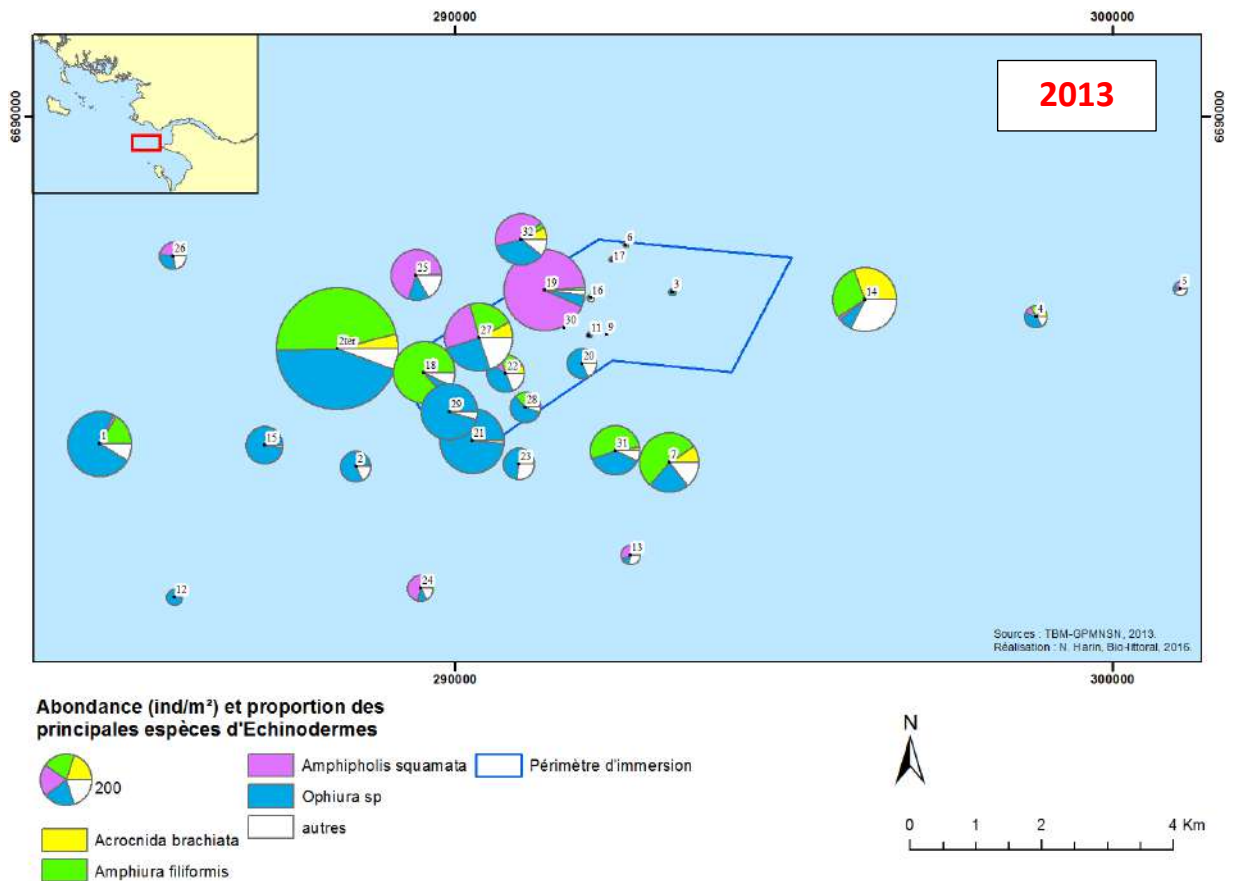 290000
300000
2013
6690000
6690000
6
26
32
17
25
19
16
3
5
14
4
30
27
11
9
2ter
20
18
22
28
29
1
15
21
31
2
23
7
13
24
12
Sources : TBM-GPMNSN, 2013.
Réalisation : N. Harin, Bio-littoral, 2016.
290000
300000
Abondance (ind/m²) et proportion des
principales espèces d'Echinodermes
200
Amphipholis squamata
Périmètre d'immersion
Ophiura sp
autres
Acrocnida brachiata
Amphiura filiformis
N
0 1 2 4 Km